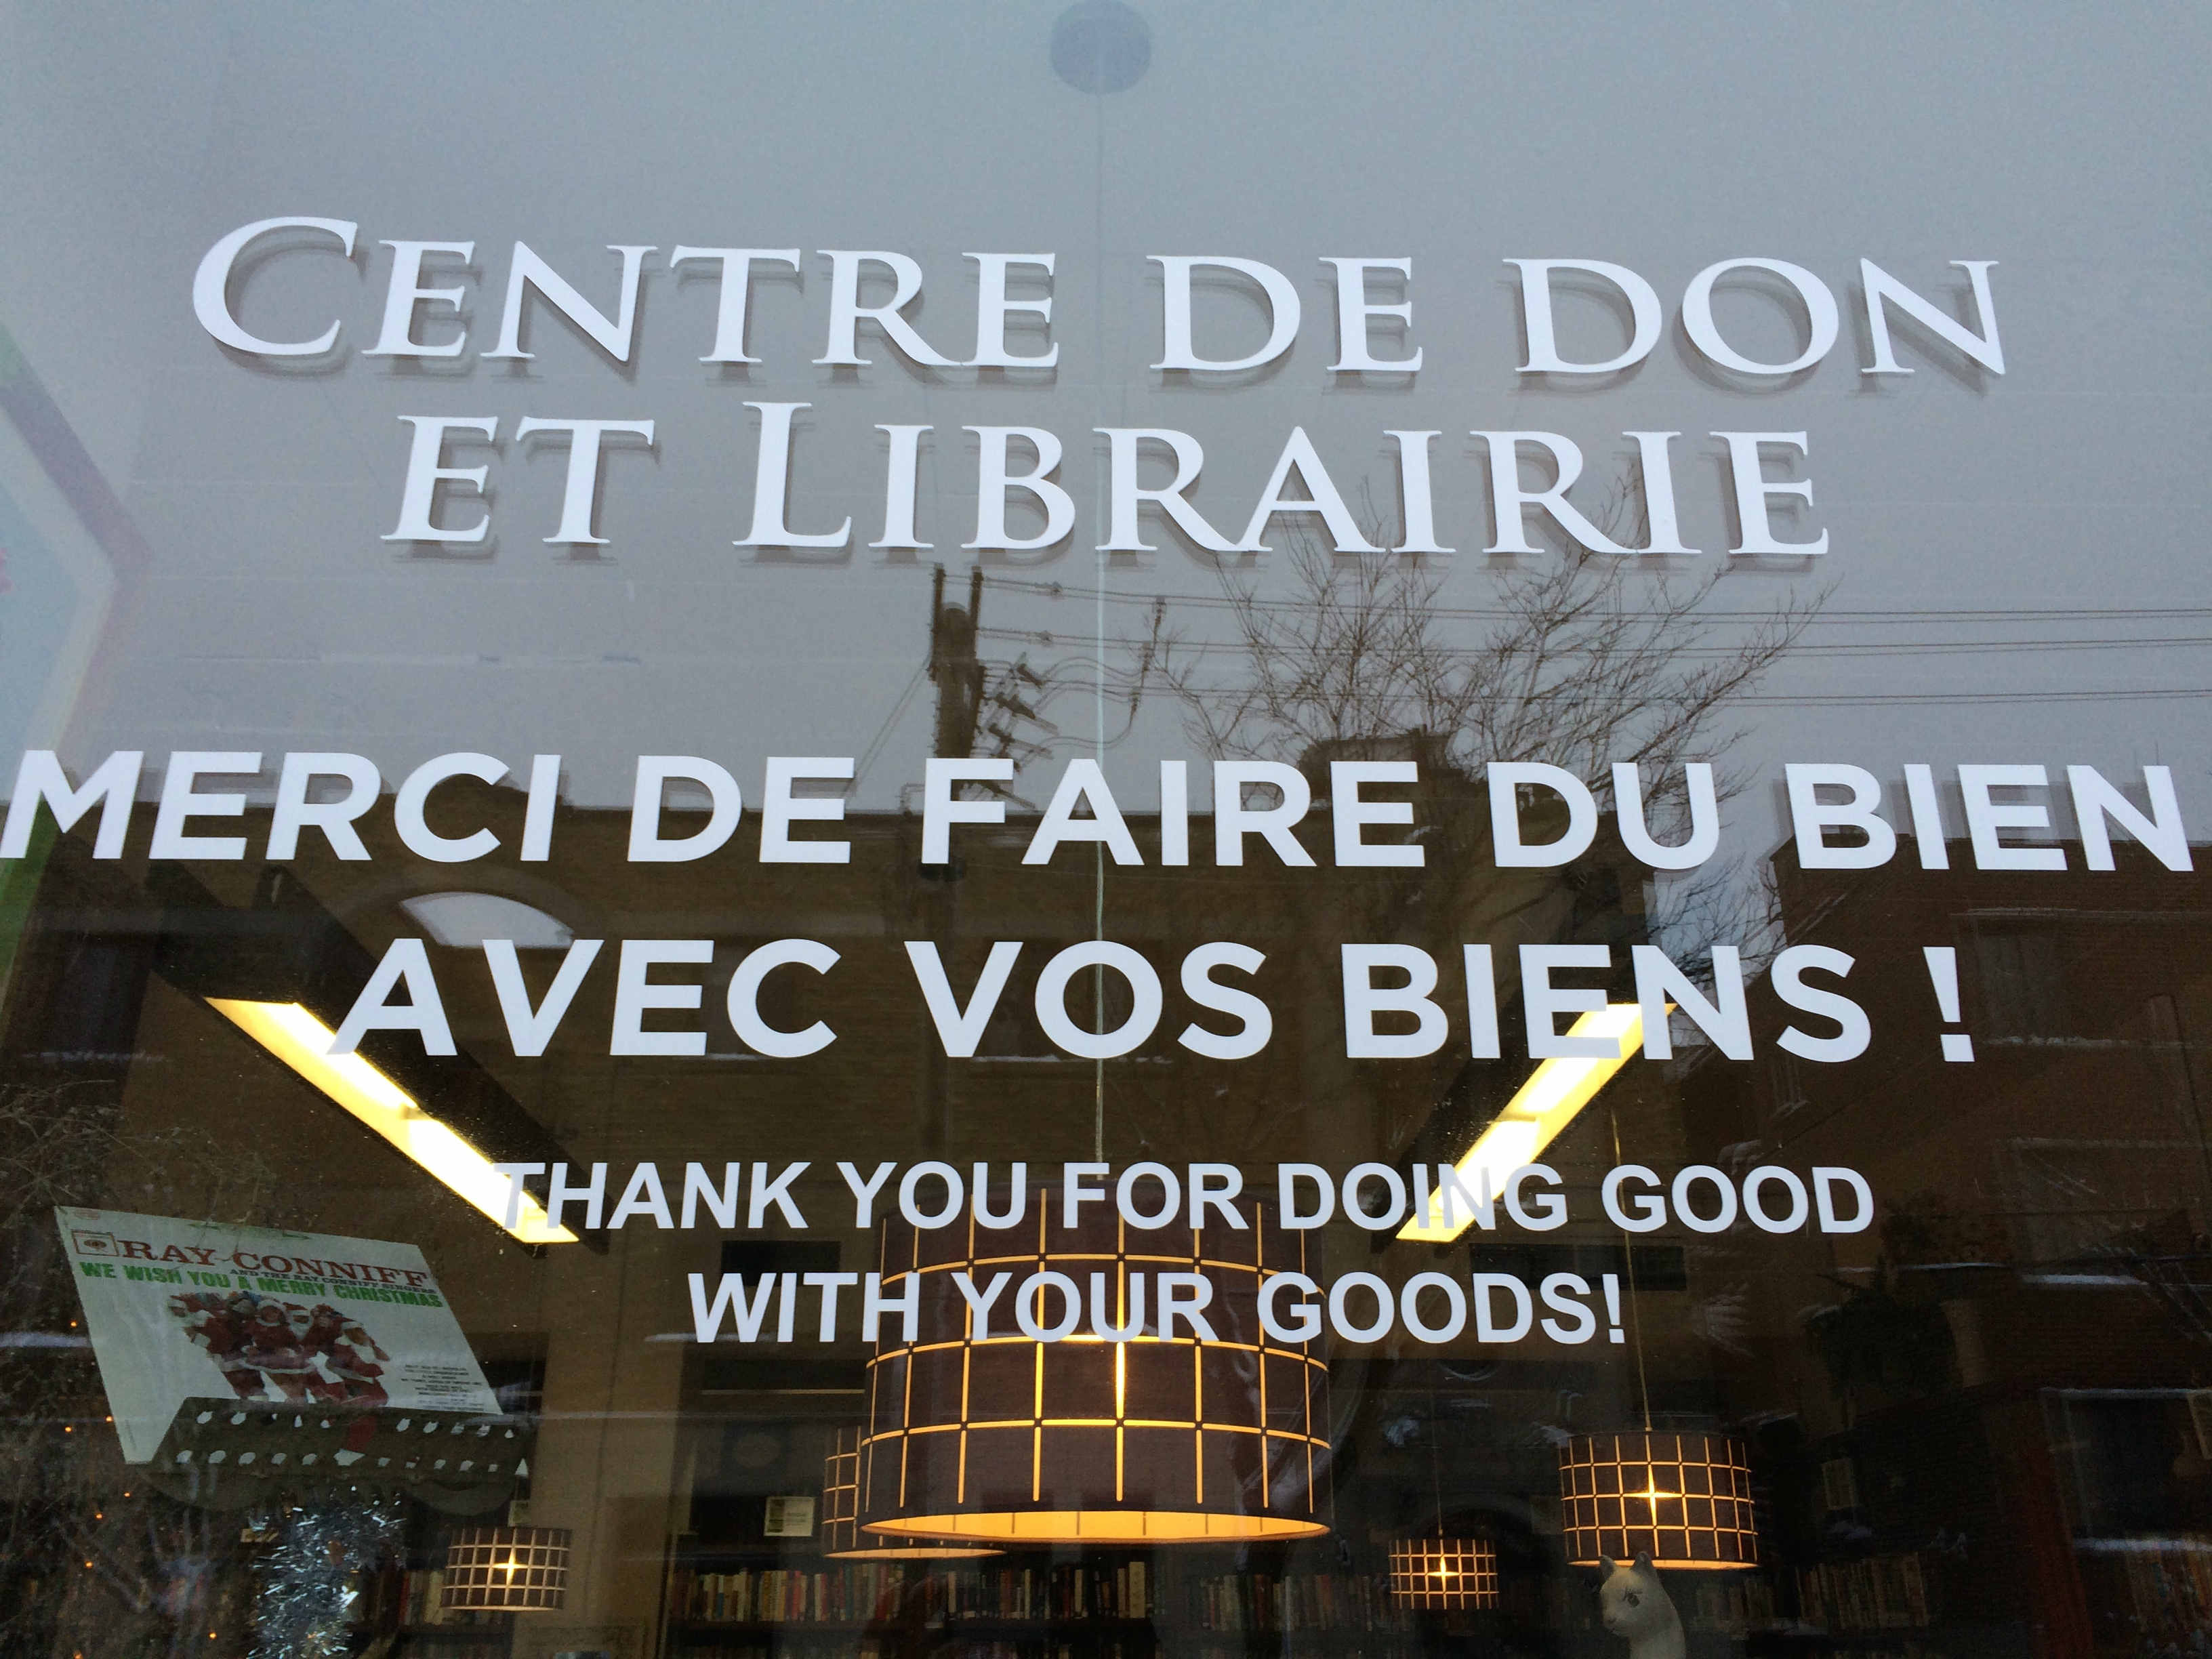 CENTRE DE DON
ET LIBRAIRIE
MERCI DE FAIRE DU BIEN
AVEC VOS BIENS !
THANK YOU FOR DOING GOOD
WITH YOUR GOODS!
RAY CONNIFF
WE WISH YOU A MERRY CHRISTMAS